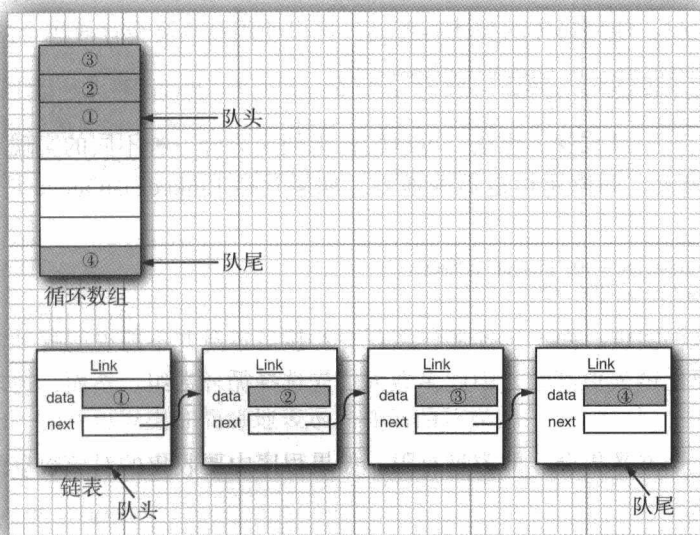 ③
②
①
队头
④
队尾
循环数组
Link
data ①
next
Link
data ②
next
Link
data ③
next
Link
data ④
next
链表
队头
队尾